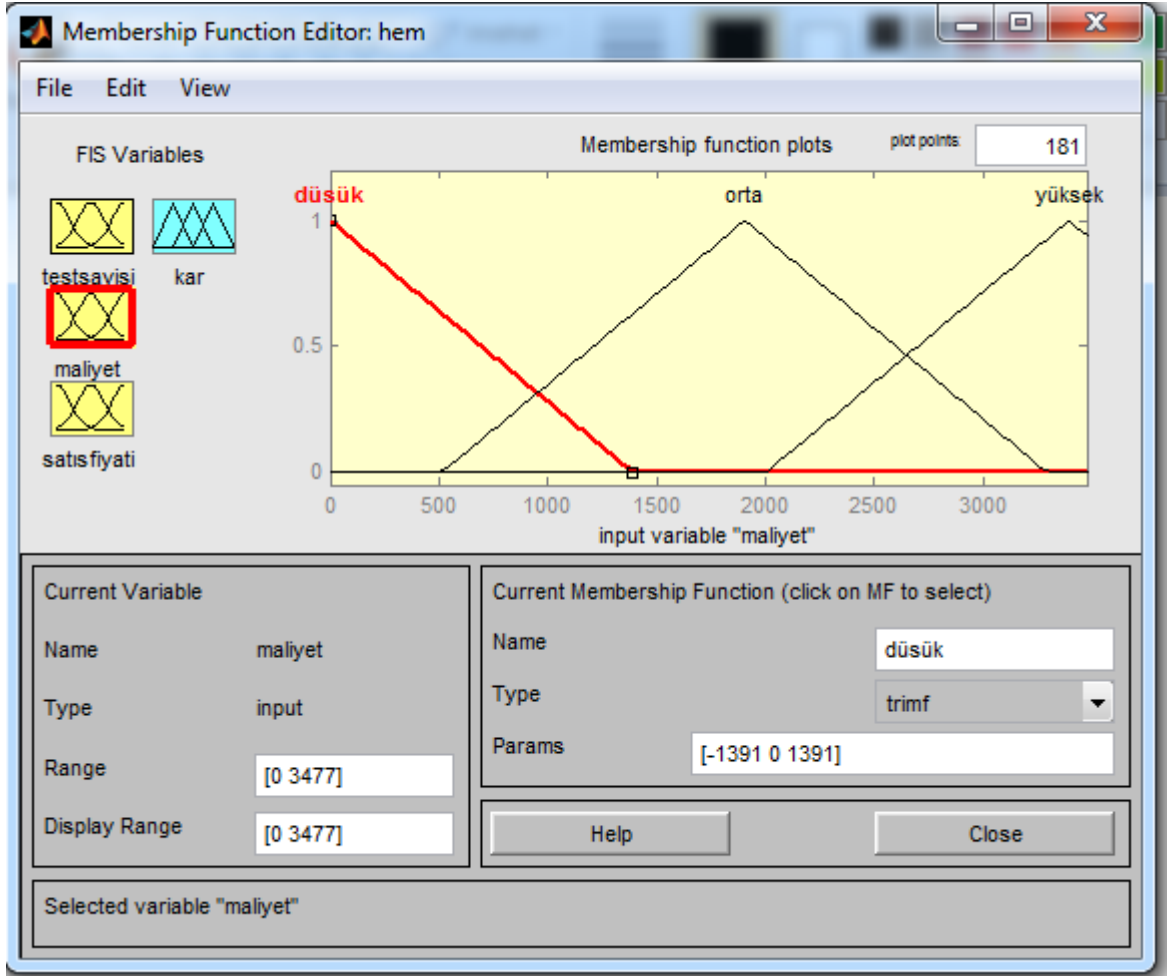 Membership Function Editor: hem
File Edit View
FIS Variables
Membership function plots
plot points:
181
testsayisi
kar
maliyet
satısfiyati
düsük
orta
yüksek
1
0.5
0
0 500 1000 1500 2000 2500 3000
input variable "maliyet"
Current Variable
Name maliyet
Type input
Range [0 3477]
Display Range [0 3477]
Current Membership Function (click on MF to select)
Name düsük
Type trimf
Params [-1391 0 1391]
Help Close
Selected variable "maliyet"